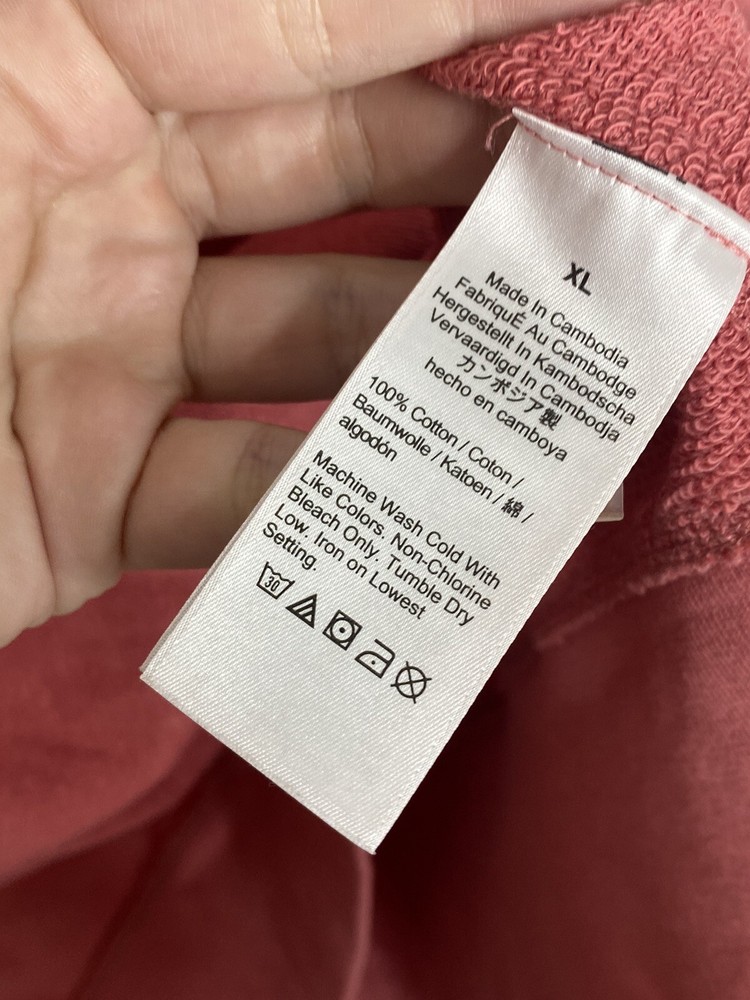 XL
Made In Cambodia
FabriquÉ Au Cambodge
Hergestellt In Kambodscha
Vervaardigd In Cambodja
カンボジア製
hecho en camboya
100% Cotton / Coton /
Baumwolle / Katoen / 綿 /
algodón
Machine Wash Cold With
Like Colors. Non-Chlorine
Bleach Only. Tumble Dry
Low. Iron on Lowest
Setting.
30